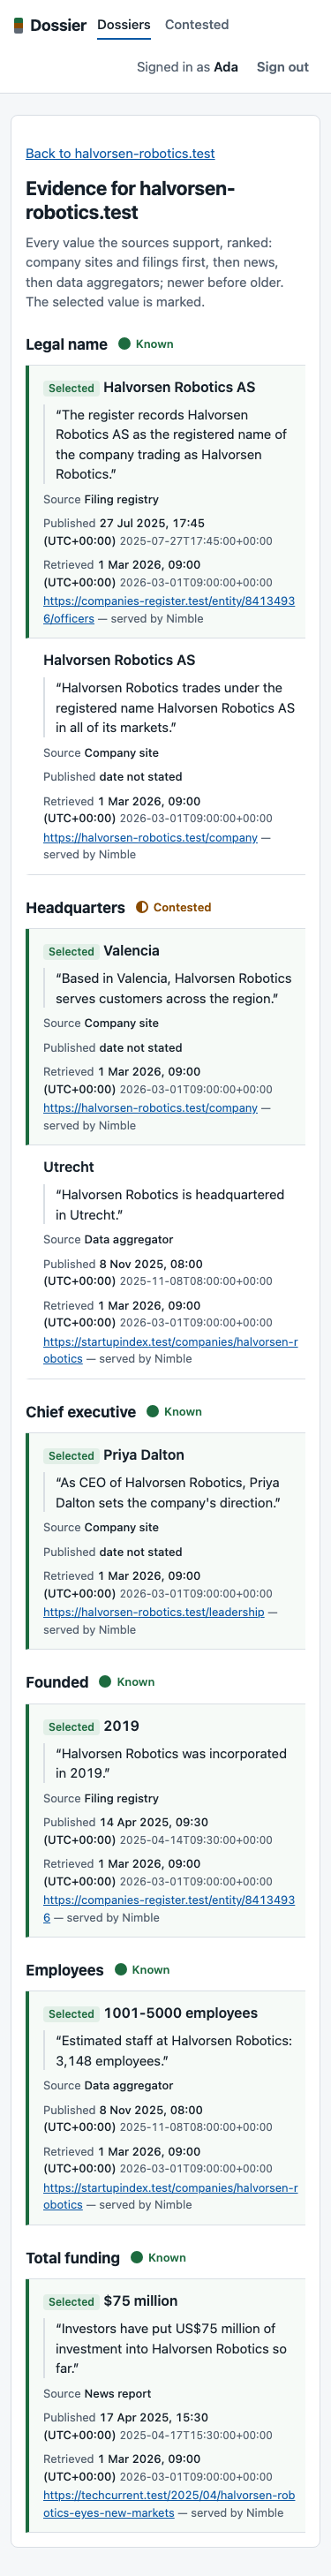 Dossier Dossiers Contested
Signed in as Ada Sign out
Back to halvorsen-robotics.test
Evidence for halvorsen-
robotics.test
Every value the sources support, ranked:
company sites and filings first, then news,
then data aggregators; newer before older.
The selected value is marked.
Legal name Known
Selected Halvorsen Robotics AS
“The register records Halvorsen
Robotics AS as the registered name of
the company trading as Halvorsen
Robotics.”
Source Filing registry
Published 27 Jul 2025, 17:45
(UTC+00:00) 2025-07-27T17:45:00+00:00
Retrieved 1 Mar 2026, 09:00
(UTC+00:00) 2026-03-01T09:00:00+00:00
https://companies-register.test/entity/8413493
6/officers — served by Nimble
Halvorsen Robotics AS
“Halvorsen Robotics trades under the
registered name Halvorsen Robotics AS
in all of its markets.”
Source Company site
Published date not stated
Retrieved 1 Mar 2026, 09:00
(UTC+00:00) 2026-03-01T09:00:00+00:00
https://halvorsen-robotics.test/company —
served by Nimble
Headquarters Contested
Selected Valencia
“Based in Valencia, Halvorsen Robotics
serves customers across the region.”
Source Company site
Published date not stated
Retrieved 1 Mar 2026, 09:00
(UTC+00:00) 2026-03-01T09:00:00+00:00
https://halvorsen-robotics.test/company —
served by Nimble
Utrecht
“Halvorsen Robotics is headquartered
in Utrecht.”
Source Data aggregator
Published 8 Nov 2025, 08:00
(UTC+00:00) 2025-11-08T08:00:00+00:00
Retrieved 1 Mar 2026, 09:00
(UTC+00:00) 2026-03-01T09:00:00+00:00
https://startupindex.test/companies/halvorsen-r
obotics — served by Nimble
Chief executive Known
Selected Priya Dalton
“As CEO of Halvorsen Robotics, Priya
Dalton sets the company's direction.”
Source Company site
Published date not stated
Retrieved 1 Mar 2026, 09:00
(UTC+00:00) 2026-03-01T09:00:00+00:00
https://halvorsen-robotics.test/leadership —
served by Nimble
Founded Known
Selected 2019
“Halvorsen Robotics was incorporated
in 2019.”
Source Filing registry
Published 14 Apr 2025, 09:30
(UTC+00:00) 2025-04-14T09:30:00+00:00
Retrieved 1 Mar 2026, 09:00
(UTC+00:00) 2026-03-01T09:00:00+00:00
https://companies-register.test/entity/8413493
6 — served by Nimble
Employees Known
Selected 1001-5000 employees
“Estimated staff at Halvorsen Robotics:
3,148 employees.”
Source Data aggregator
Published 8 Nov 2025, 08:00
(UTC+00:00) 2025-11-08T08:00:00+00:00
Retrieved 1 Mar 2026, 09:00
(UTC+00:00) 2026-03-01T09:00:00+00:00
https://startupindex.test/companies/halvorsen-r
obotics — served by Nimble
Total funding Known
Selected $75 million
“Investors have put US$75 million of
investment into Halvorsen Robotics so
far.”
Source News report
Published 17 Apr 2025, 15:30
(UTC+00:00) 2025-04-17T15:30:00+00:00
Retrieved 1 Mar 2026, 09:00
(UTC+00:00) 2026-03-01T09:00:00+00:00
https://techcurrent.test/2025/04/halvorsen-rob
otics-eyes-new-markets — served by Nimble